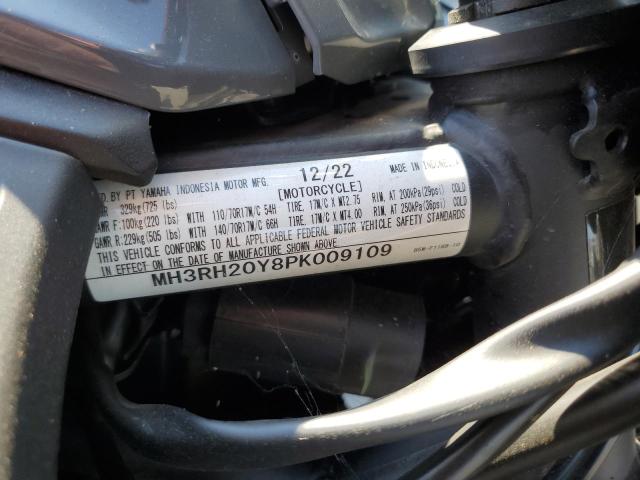 D. BY PT YAMAHA INDONESIA MOTOR MFG. 12/22 MADE IN INDONESIA
R 329kg(725 lbs) [MOTORCYCLE]
AWR F:100kg(220 lbs) WITH 110/70R17M/C 54H TIRE, 17M/C X MT2.75 RIM, AT 200kPa(29psi) COLD
GAWR R:229kg(505 lbs) WITH 140/70R17M/C 66H TIRE, 17M/C X MT4.00 RIM, AT 250kPa(36psi) COLD
THIS VEHICLE CONFORMS TO ALL APPLICABLE FEDERAL MOTOR VEHICLE SAFETY STANDARDS
IN EFFECT ON THE DATE OF MANUFACTURE SHOWN ABOVE.
MH3RH20Y8PK009109